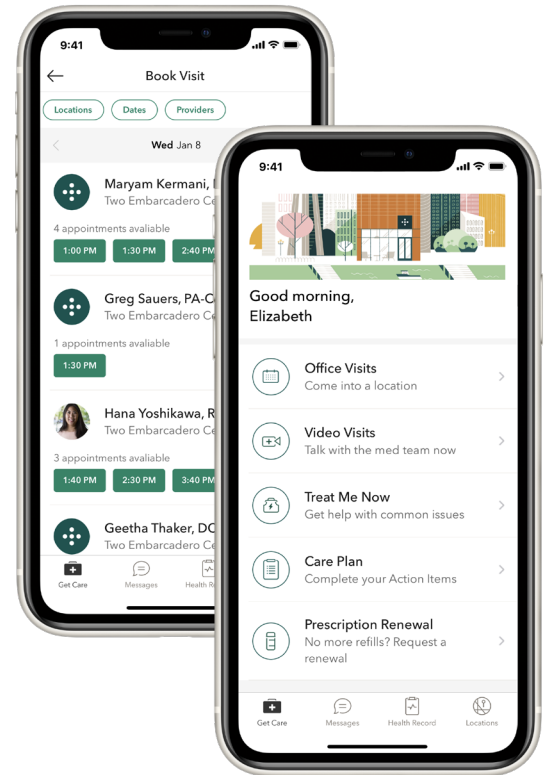 9:41
Book Visit
Locations
Dates
Providers
Wed Jan 8
Maryam Kermani,
Two Embarcadero
4 appointments avaliable
1:00 PM
1:30 PM
2:40 PM
Greg Sauers, PA-C
Two Embarcadero
1 appointments avaliable
1:30 PM
Hana Yoshikawa,
Two Embarcadero
3 appointments avaliable
1:40 PM
2:30 PM
3:40 PM
Geetha Thaker, DO
Two Embarcadero
Get Care
Messages
Health
9:41
Good morning,
Elizabeth
Office Visits
Come into a location
Video Visits
Talk with the med team now
Treat Me Now
Get help with common issues
Care Plan
Complete your Action Items
Prescription Renewal
No more refills? Request a
renewal
Get Care
Messages
Health Record
Locations